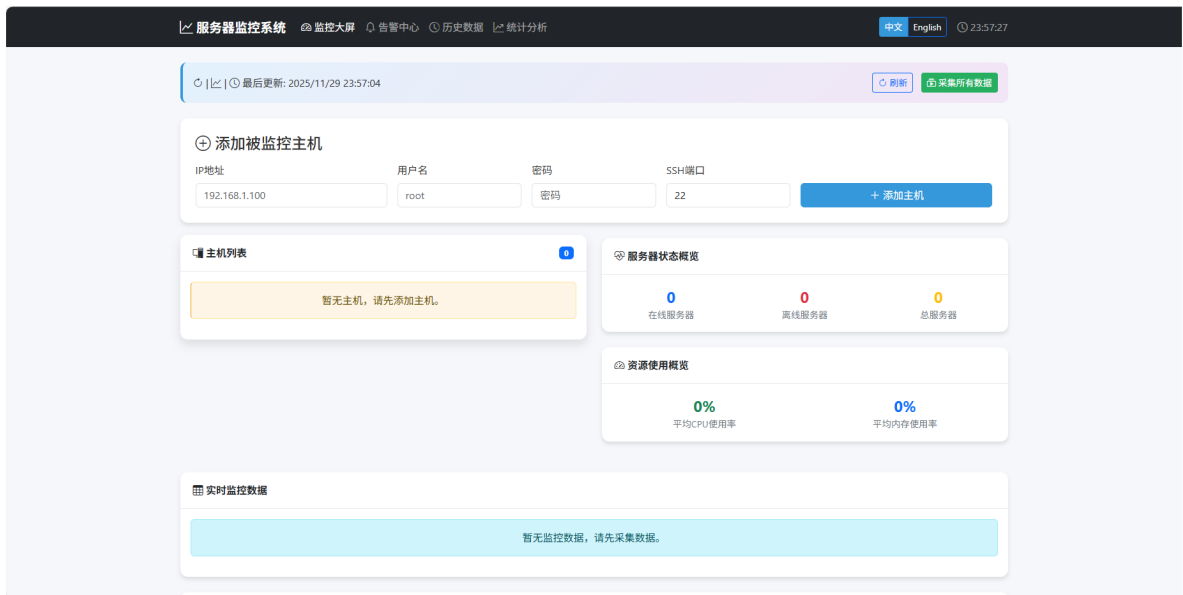 服务器监控系统 监控大屏 告警中心 历史数据 统计分析 中文 English 23:57:27
| | 最后更新: 2025/11/29 23:57:04 刷新 采集所有数据
添加被监控主机
IP地址 用户名 密码 SSH端口
192.168.1.100 root 密码 22 + 添加主机
主机列表 0
暂无主机，请先添加主机。
服务器状态概览
0 0 0
在线服务器 离线服务器 总服务器
资源使用概览
0% 0%
平均CPU使用率 平均内存使用率
实时监控数据
暂无监控数据，请先采集数据。